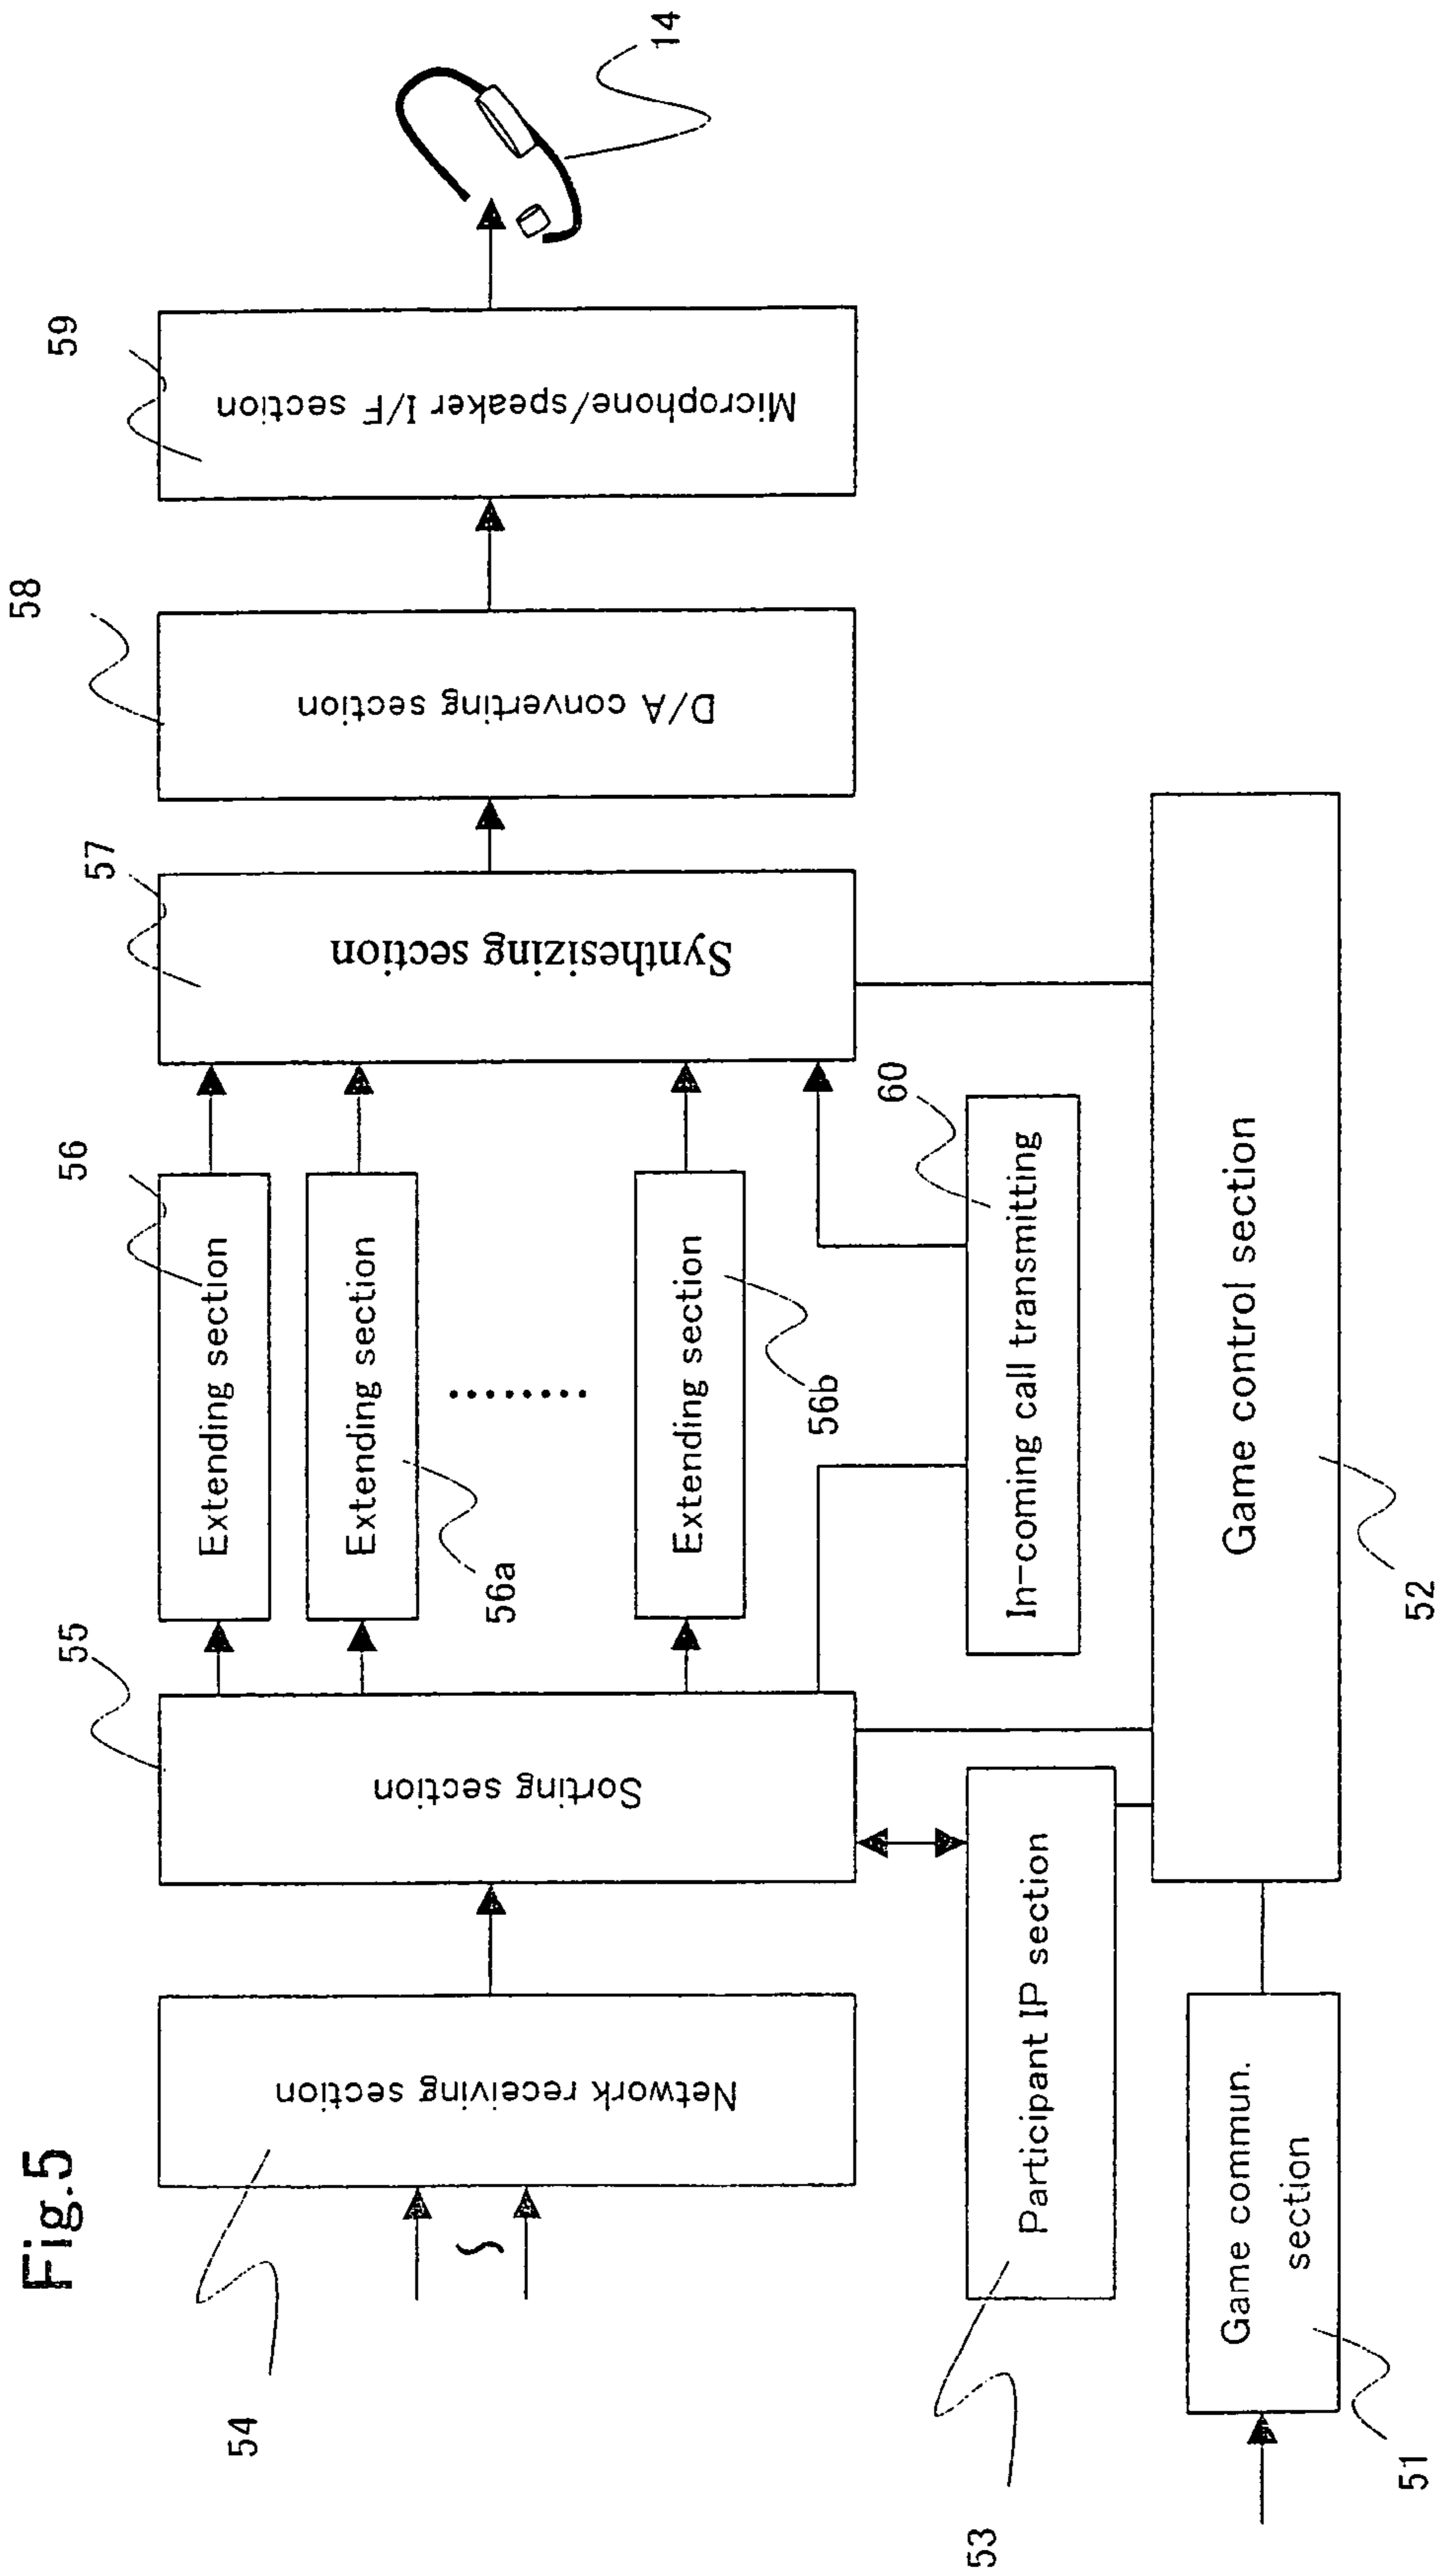 Fig.5
54
Network receiving section
55
Sorting section
56
Extending section
Extending section
56a
Extending section
56b
57
Synthesizing section
58
D/A converting section
59
Microphone/speaker I/F section
14
53
Participant IP section
60
In-coming call transmitting
51
Game commun.
section
52
Game control section